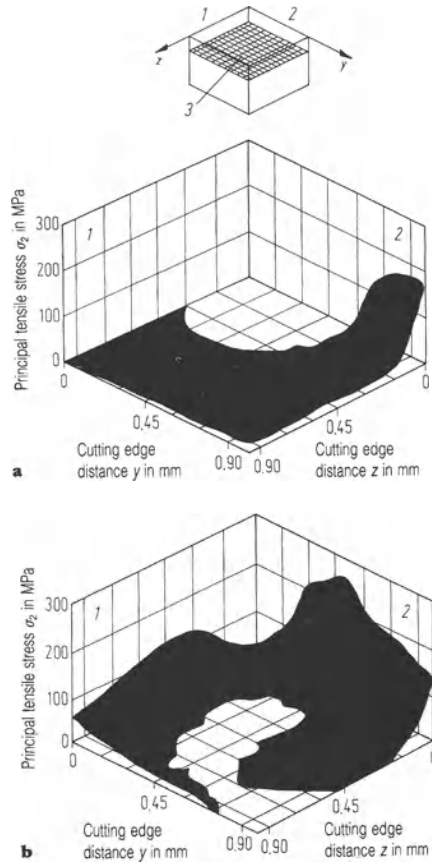 1 2
z y
3
Principal tensile stress σ₂ in MPa
300
200
100
0
1 2
0 0
0,45 0,45
0,90 0,90
Cutting edge
distance y in mm
Cutting edge
distance z in mm
a
Principal tensile stress σ₂ in MPa
300
200
100
0
1 2
0
0,45 0,45
0,90 0,90
Cutting edge
distance y in mm
Cutting edge
distance z in mm
b